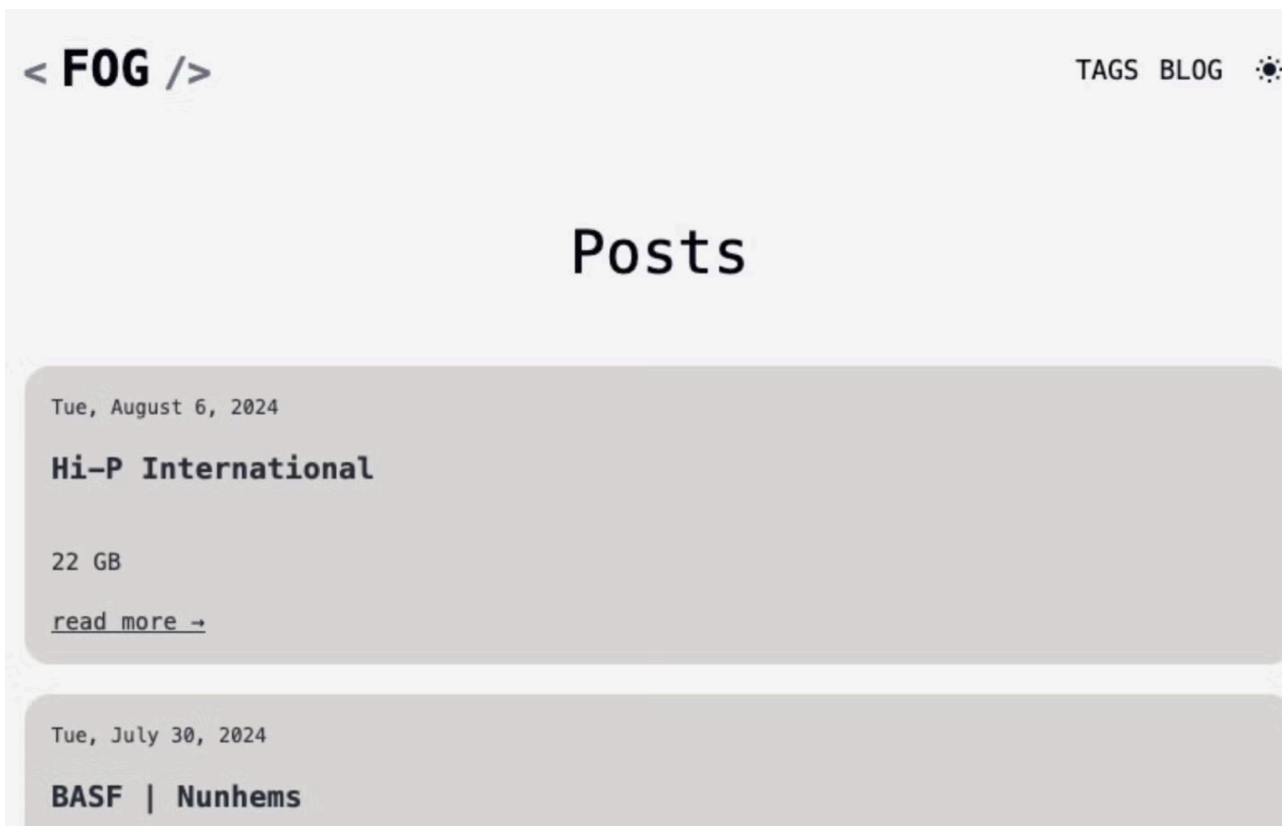 < FOG />
TAGS BLOG
Posts
Tue, August 6, 2024
Hi-P International
22 GB
read more →
Tue, July 30, 2024
BASF | Nunhems